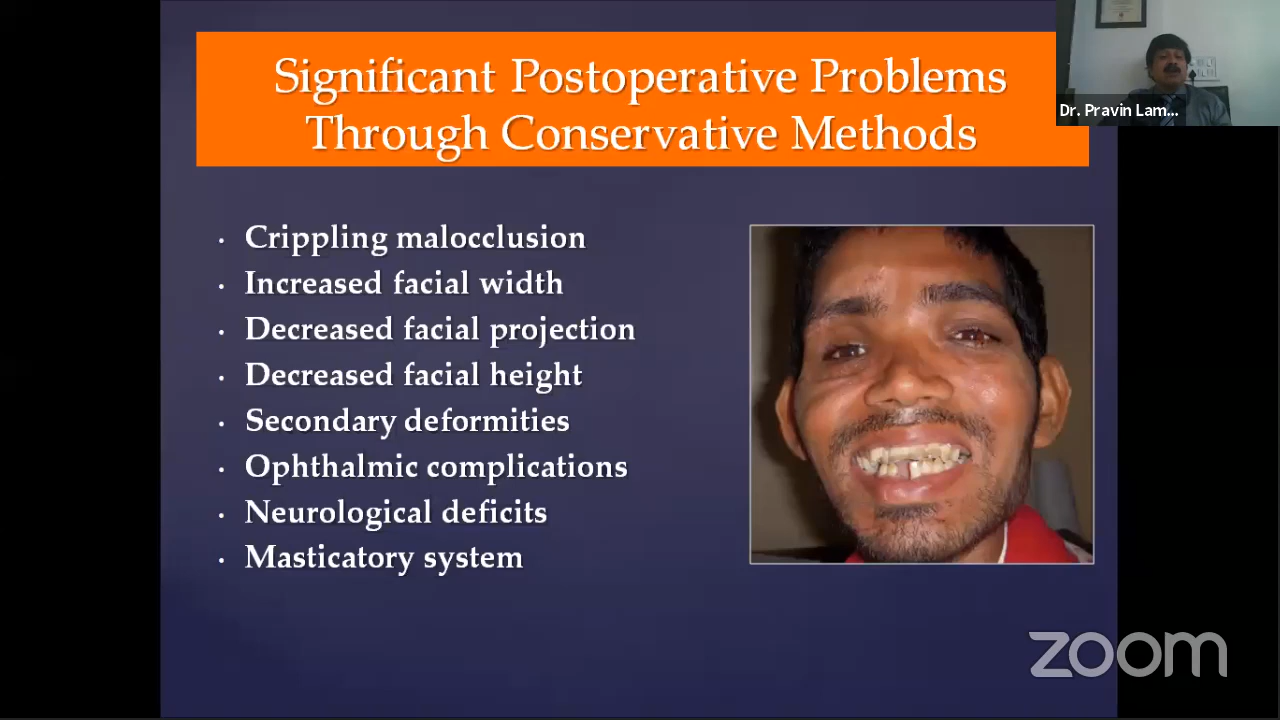 Significant Postoperative Problems
Through Conservative Methods
Dr. Pravin Lam...
• Crippling malocclusion
• Increased facial width
• Decreased facial projection
• Decreased facial height
• Secondary deformities
• Ophthalmic complications
• Neurological deficits
• Masticatory system
zoom